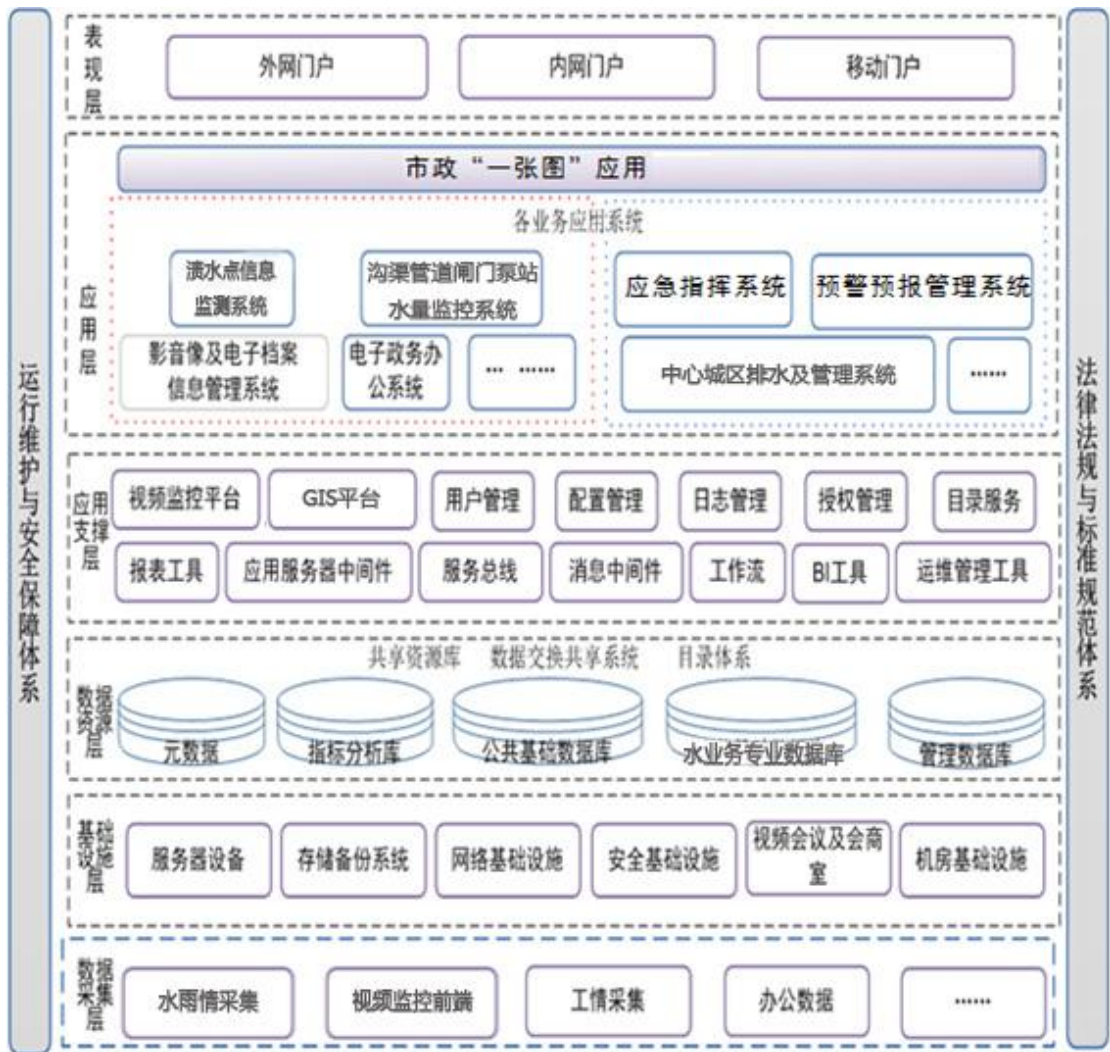 运行维护与安全保障体系
表现层
外网门户
内网门户
移动门户
应用层
市政“一张图”应用
各业务应用系统
渍水点信息
监测系统
沟渠管道闸门泵站
水量监控系统
应急指挥系统
预警预报管理系统
影音像及电子档案
信息管理系统
电子政务办
公系统
… ……
中心城区排水及管理系统
……
应用
支撑
层
视频监控平台
GIS平台
用户管理
配置管理
日志管理
授权管理
目录服务
报表工具
应用服务器中间件
服务总线
消息中间件
工作流
BI工具
运维管理工具
数据
资源
层
共享资源库 数据交换共享系统 目录体系
元数据
指标分析库
公共基础数据库
水业务专业数据库
管理数据库
基础
设施
层
服务器设备
存储备份系统
网络基础设施
安全基础设施
视频会议及会商
室
机房基础设施
数据
采集
层
水雨情采集
视频监控前端
工情采集
办公数据
……
法律法规与标准规范体系